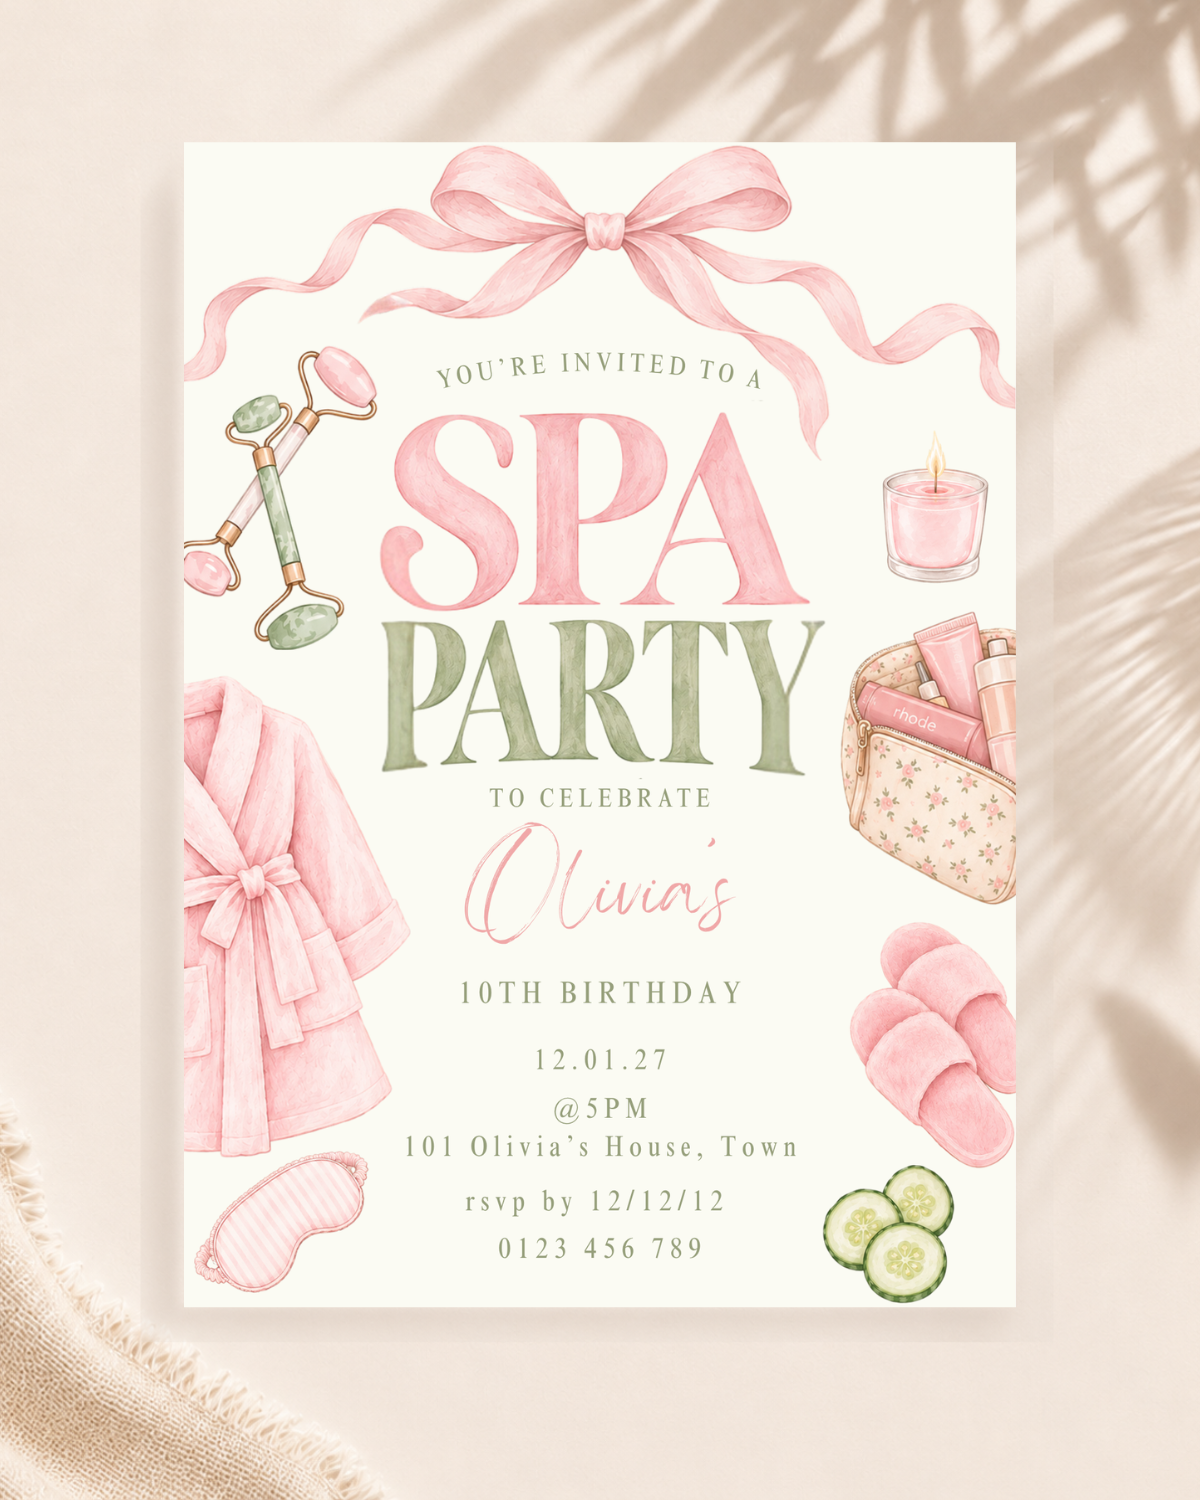 YOU'RE INVITED TO A
SPA
PARTY
rhode
TO CELEBRATE
Olivia's
10TH BIRTHDAY
12.01.27
@5PM
101 Olivia's House, Town
rsvp by 12/12/12
0123 456 789